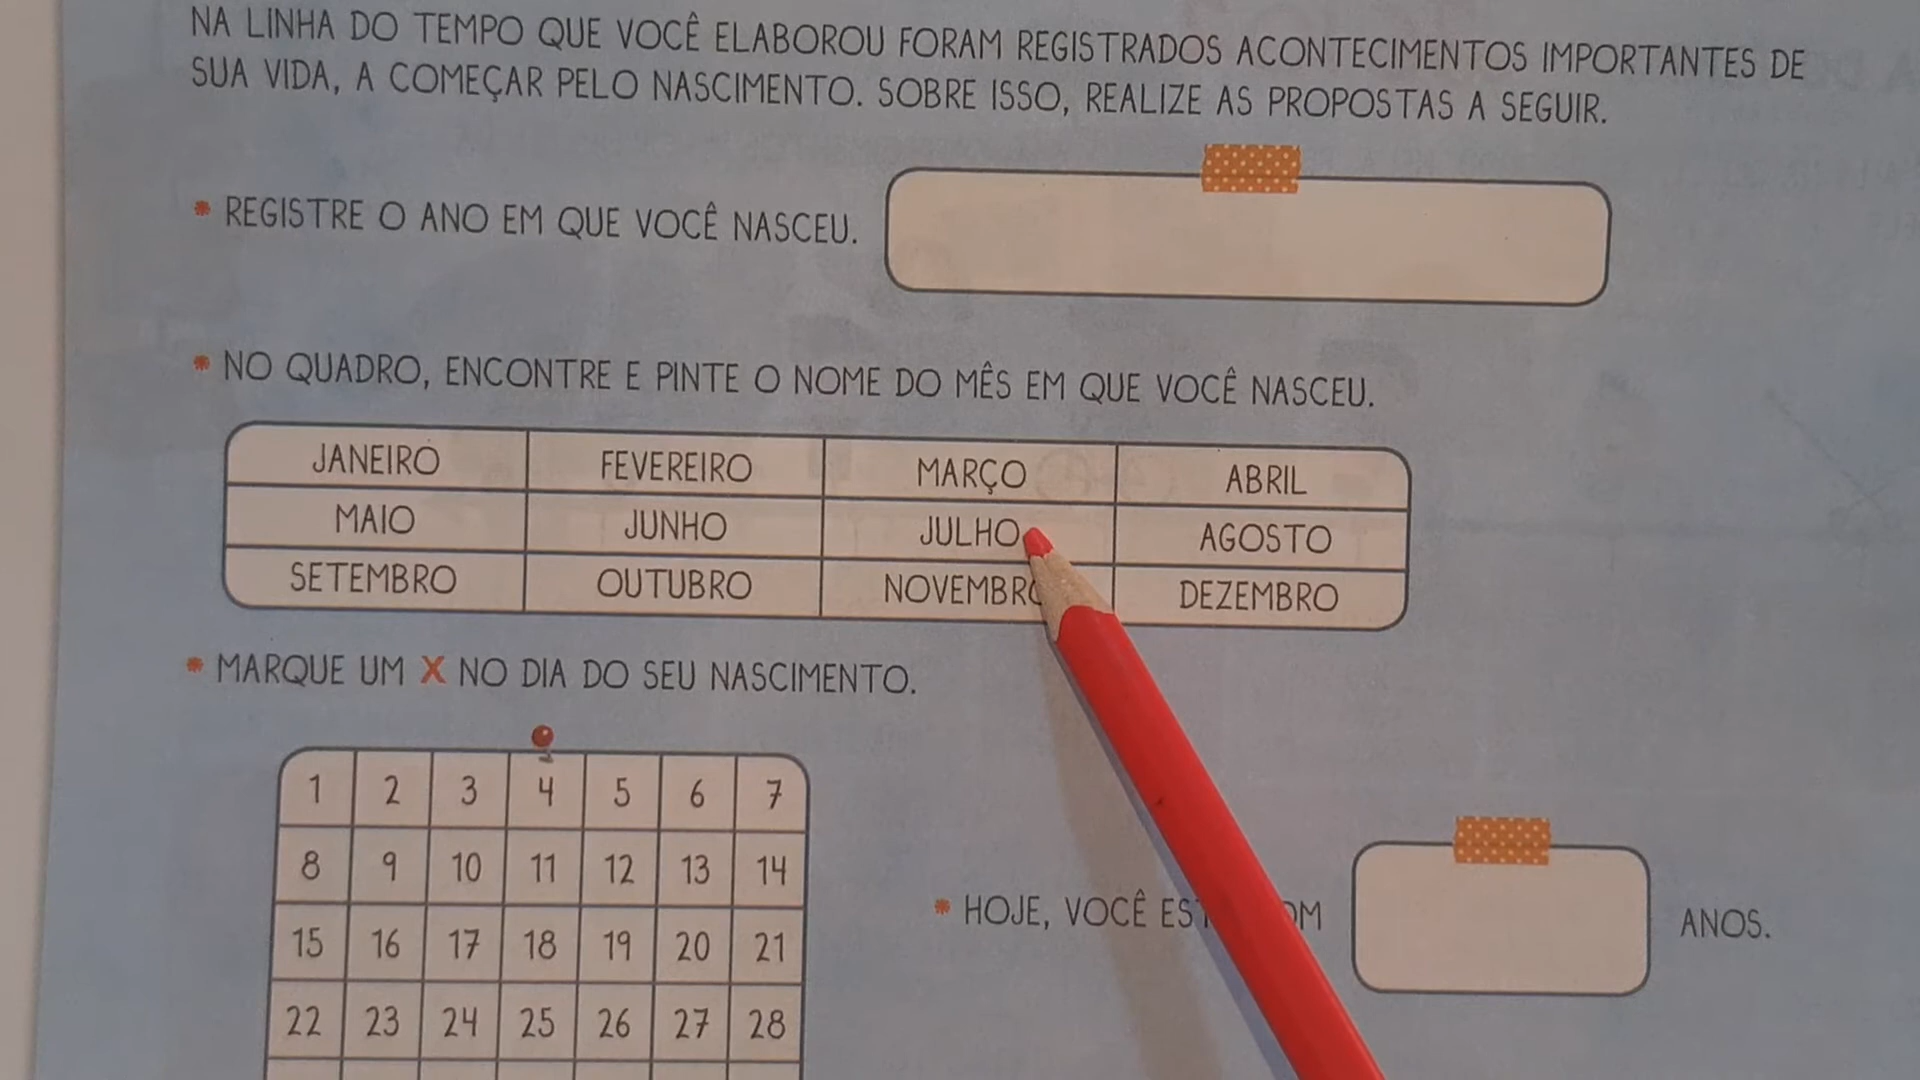 NA LINHA DO TEMPO QUE VOCÊ ELABOROU FORAM REGISTRADOS ACONTECIMENTOS IMPORTANTES DE
SUA VIDA, A COMEÇAR PELO NASCIMENTO. SOBRE ISSO, REALIZE AS PROPOSTAS A SEGUIR.
* REGISTRE O ANO EM QUE VOCÊ NASCEU.
* NO QUADRO, ENCONTRE E PINTE O NOME DO MÊS EM QUE VOCÊ NASCEU.
JANEIRO FEVEREIRO MARÇO ABRIL
MAIO JUNHO JULHO AGOSTO
SETEMBRO OUTUBRO NOVEMBRO DEZEMBRO
* MARQUE UM X NO DIA DO SEU NASCIMENTO.
1 2 3 4 5 6 7
8 9 10 11 12 13 14
15 16 17 18 19 20 21
22 23 24 25 26 27 28
* HOJE, VOCÊ ANOS.